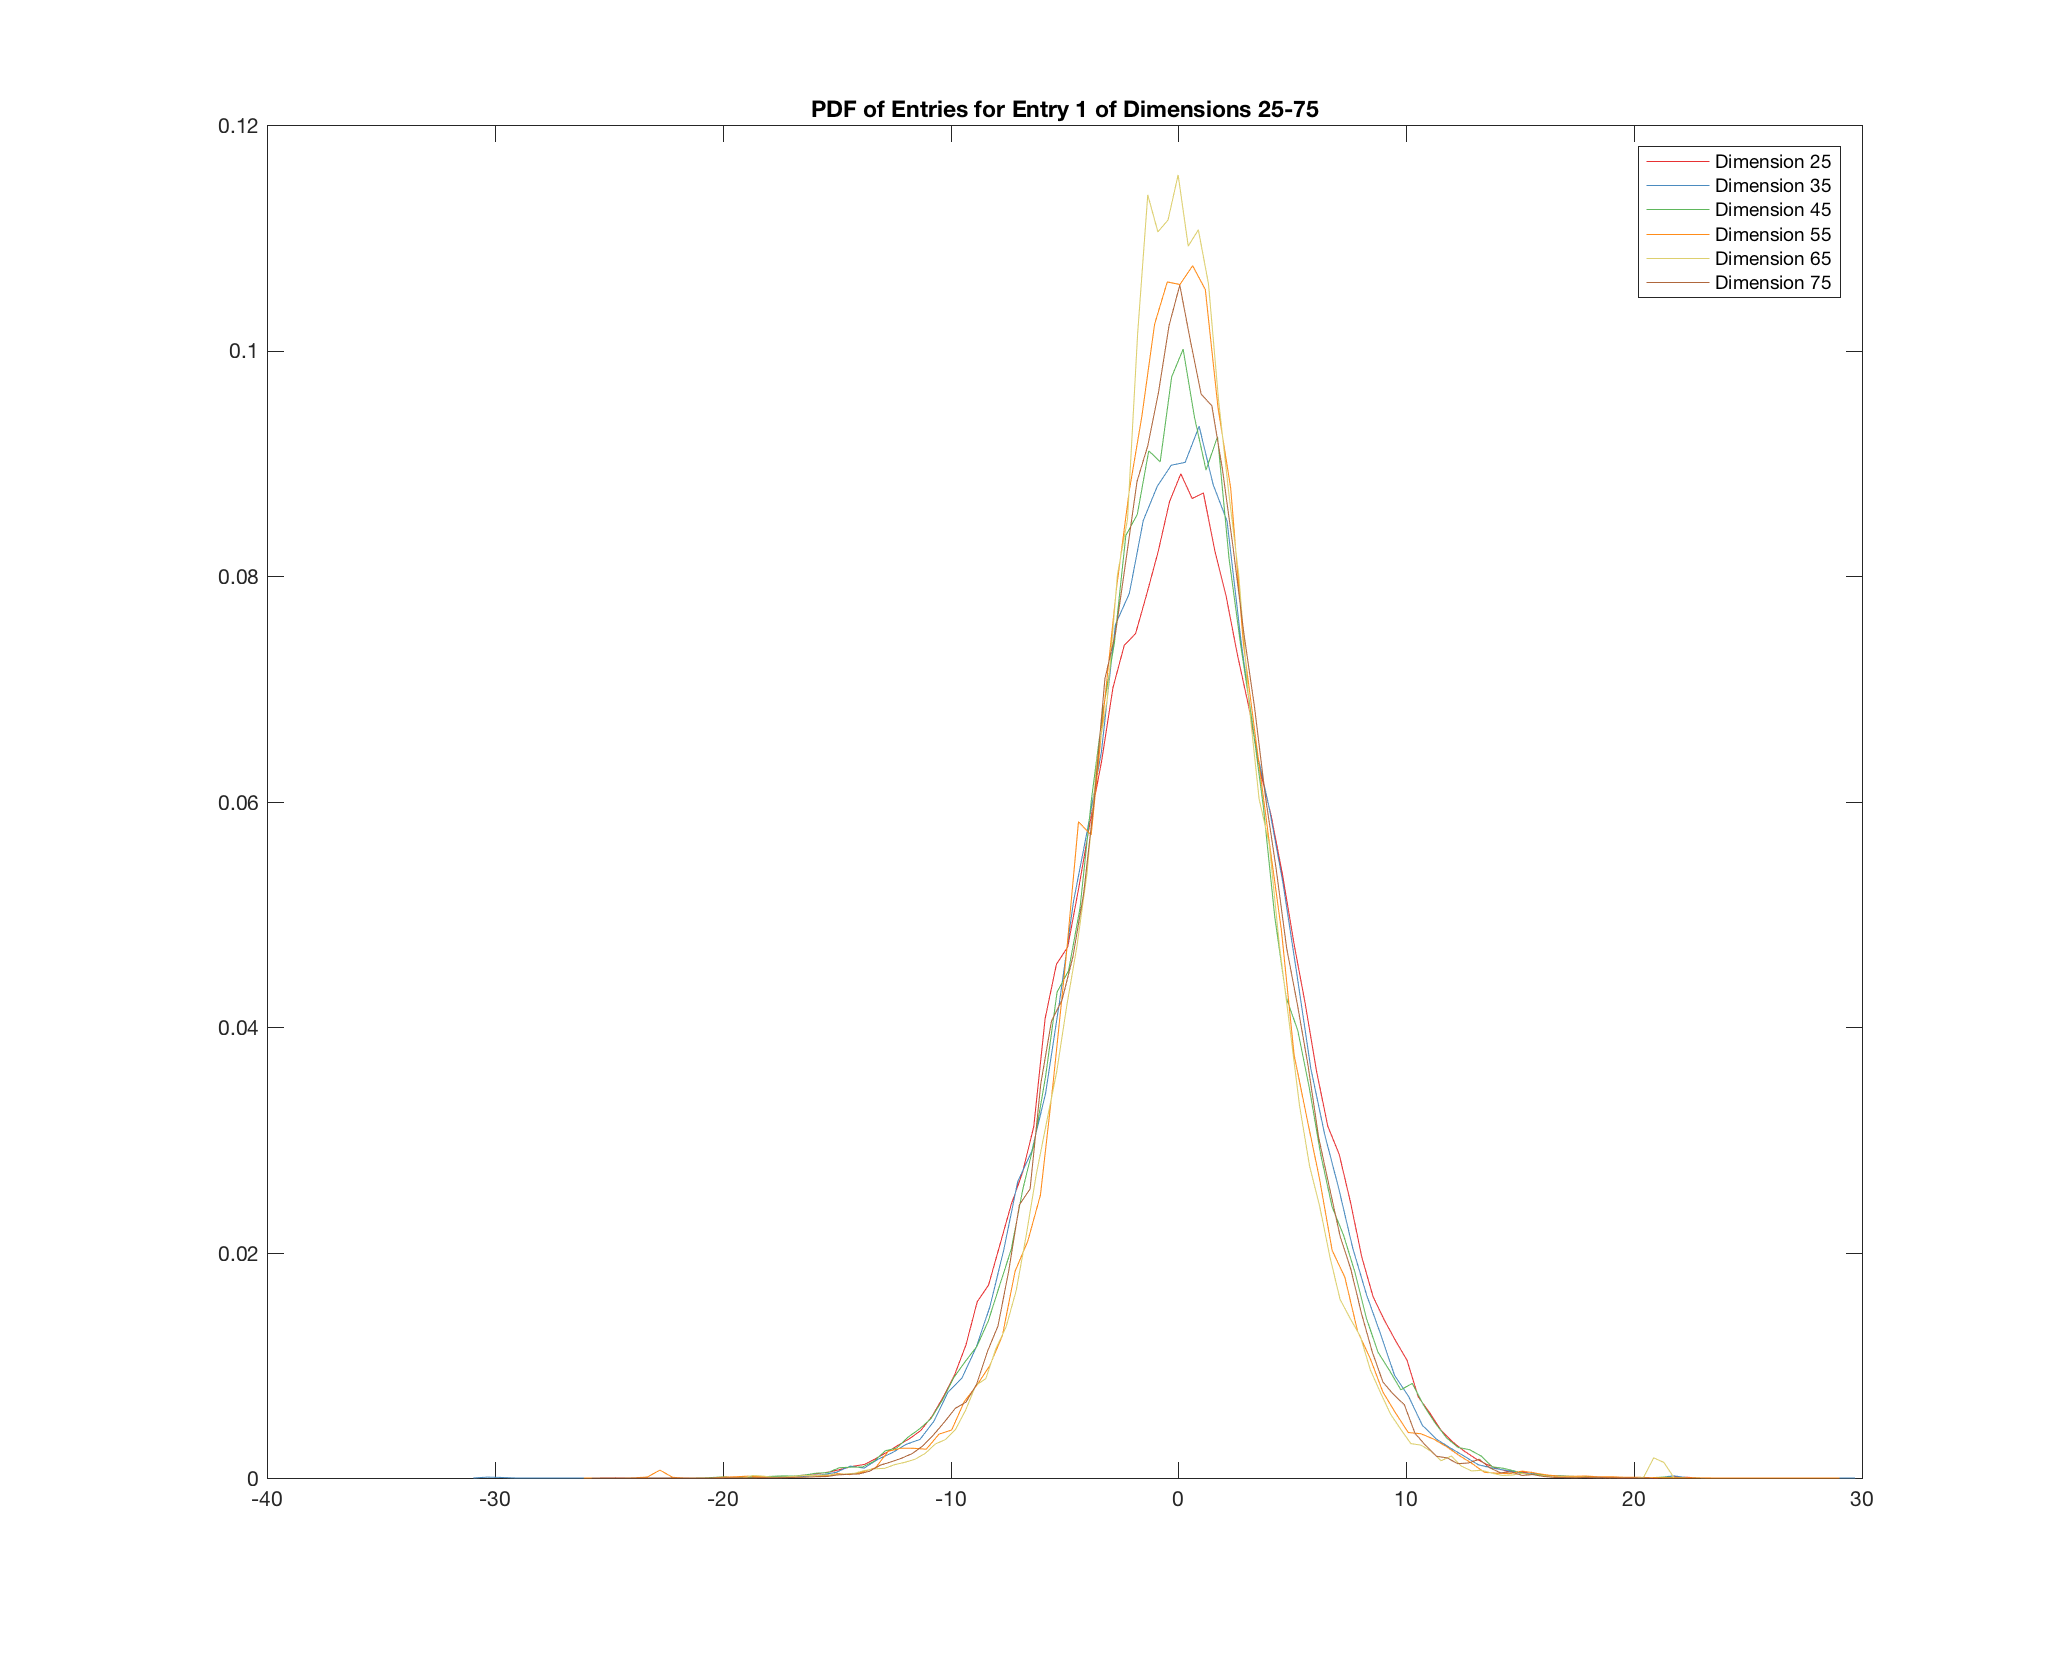 PDF of Entries for Entry 1 of Dimensions 25-75
0.12
0.1
0.08
0.06
0.04
0.02
0
-40
-30
-20
-10
0
10
20
30
Dimension 25
Dimension 35
Dimension 45
Dimension 55
Dimension 65
Dimension 75